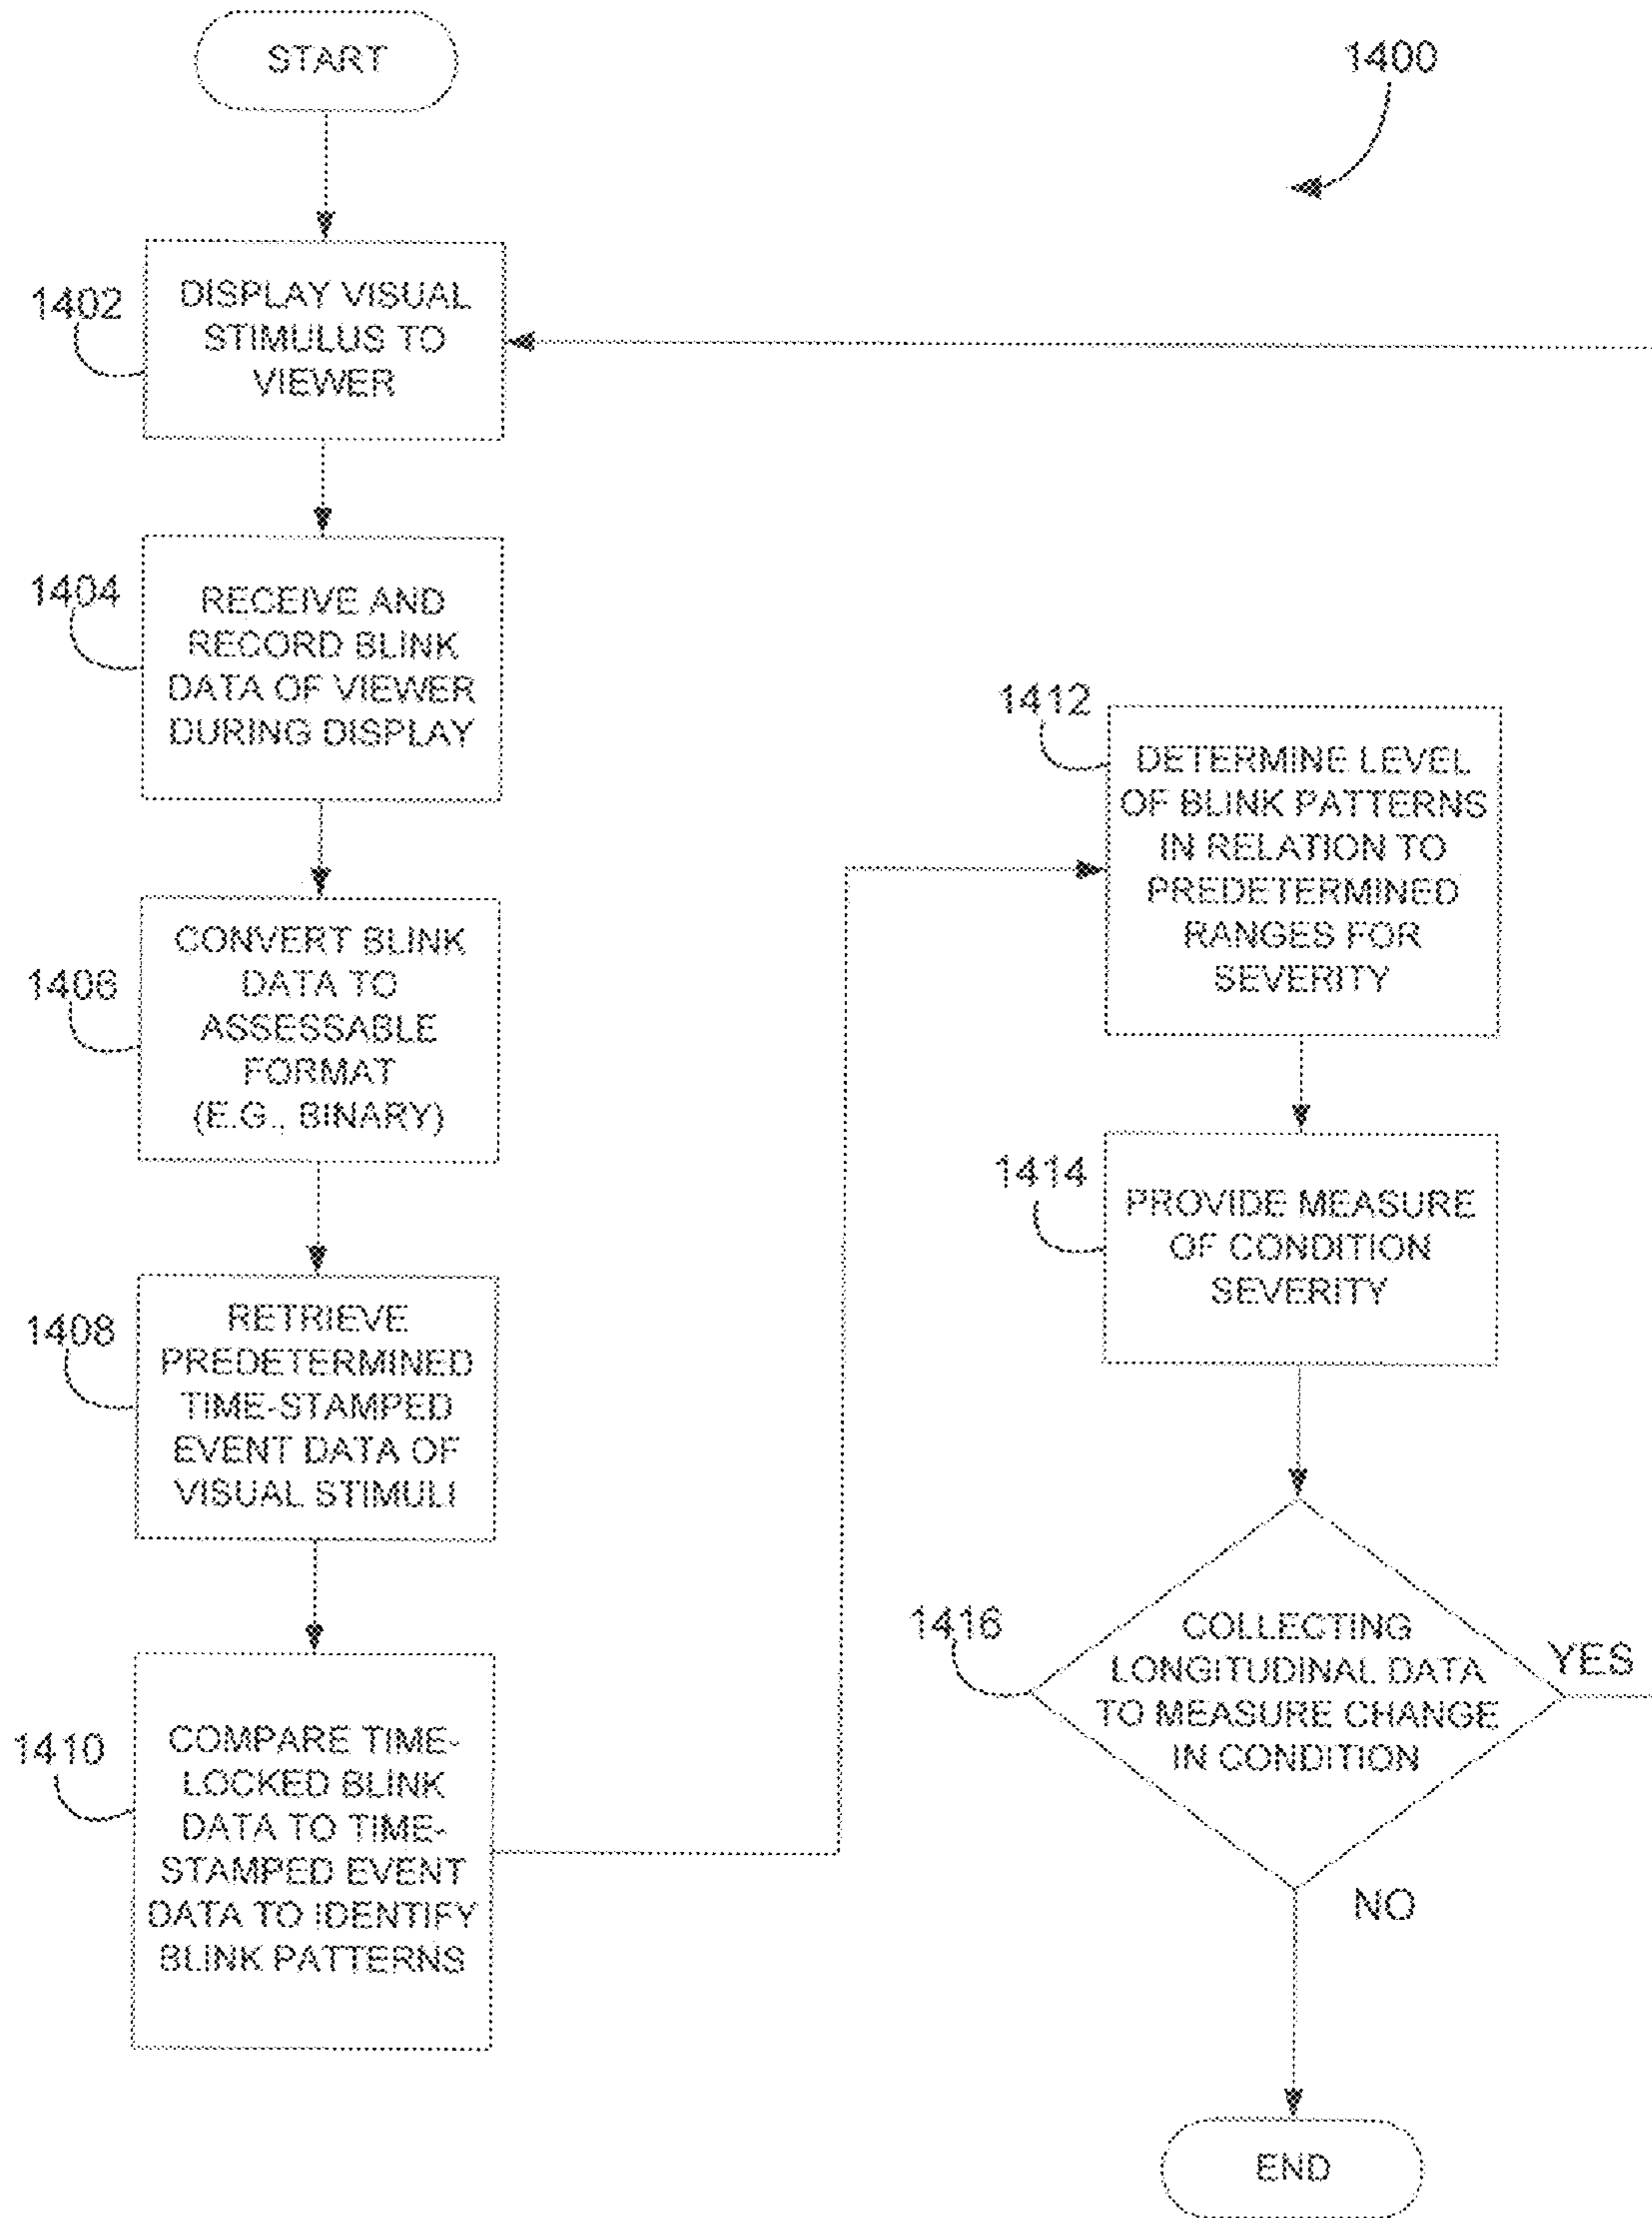 START
1400
1402
DISPLAY VISUAL
STIMULUS TO
VIEWER
1404
RECEIVE AND
RECORD BLINK
DATA OF VIEWER
DURING DISPLAY
1406
CONVERT BLINK
DATA TO
ASSESSABLE
FORMAT
(E.G., BINARY)
1408
RETRIEVE
PREDETERMINED
TIME-STAMPED
EVENT DATA OF
VISUAL STIMULI
1410
COMPARE TIME-
LOCKED BLINK
DATA TO TIME-
STAMPED EVENT
DATA TO IDENTIFY
BLINK PATTERNS
1412
DETERMINE LEVEL
OF BLINK PATTERNS
IN RELATION TO
PREDETERMINED
RANGES FOR
SEVERITY
1414
PROVIDE MEASURE
OF CONDITION
SEVERITY
1416
COLLECTING
LONGITUDINAL DATA
TO MEASURE CHANGE
IN CONDITION
YES
NO
END